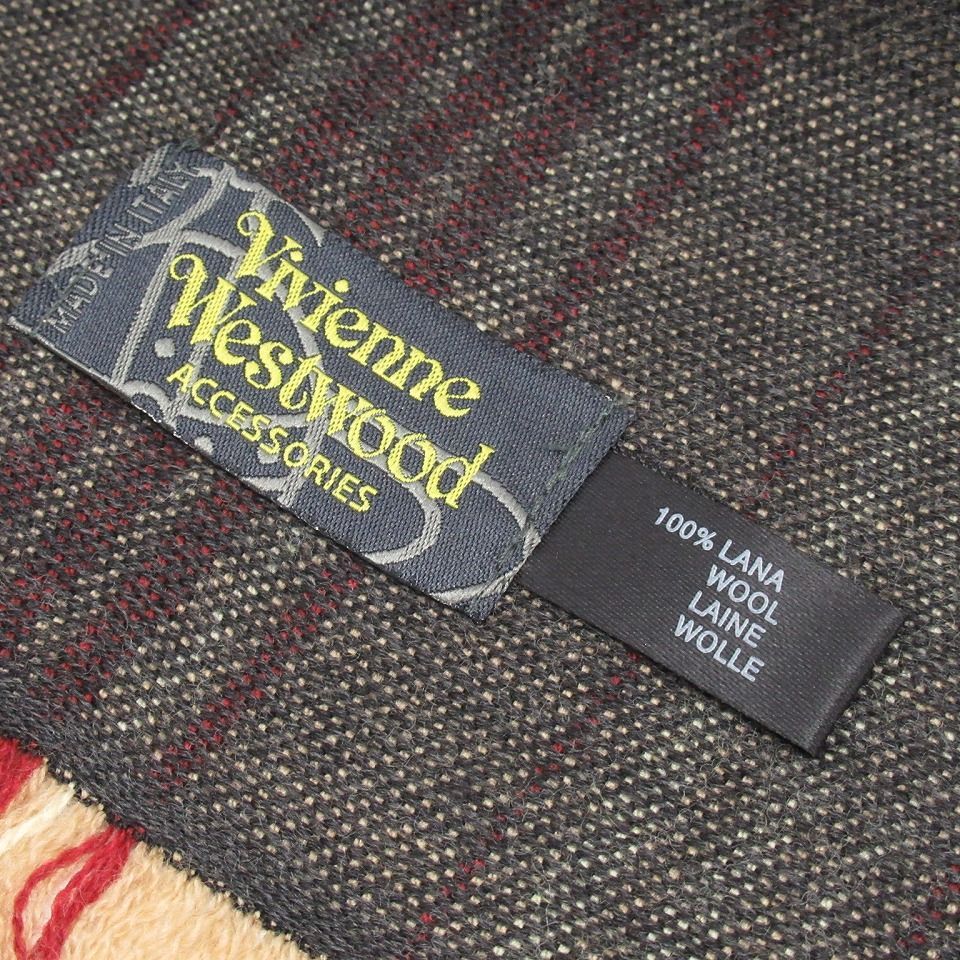 MADE IN ITALY
Vivienne
Westwood
ACCESSORIES
100% LANA
WOOL
LAINE
WOLLE